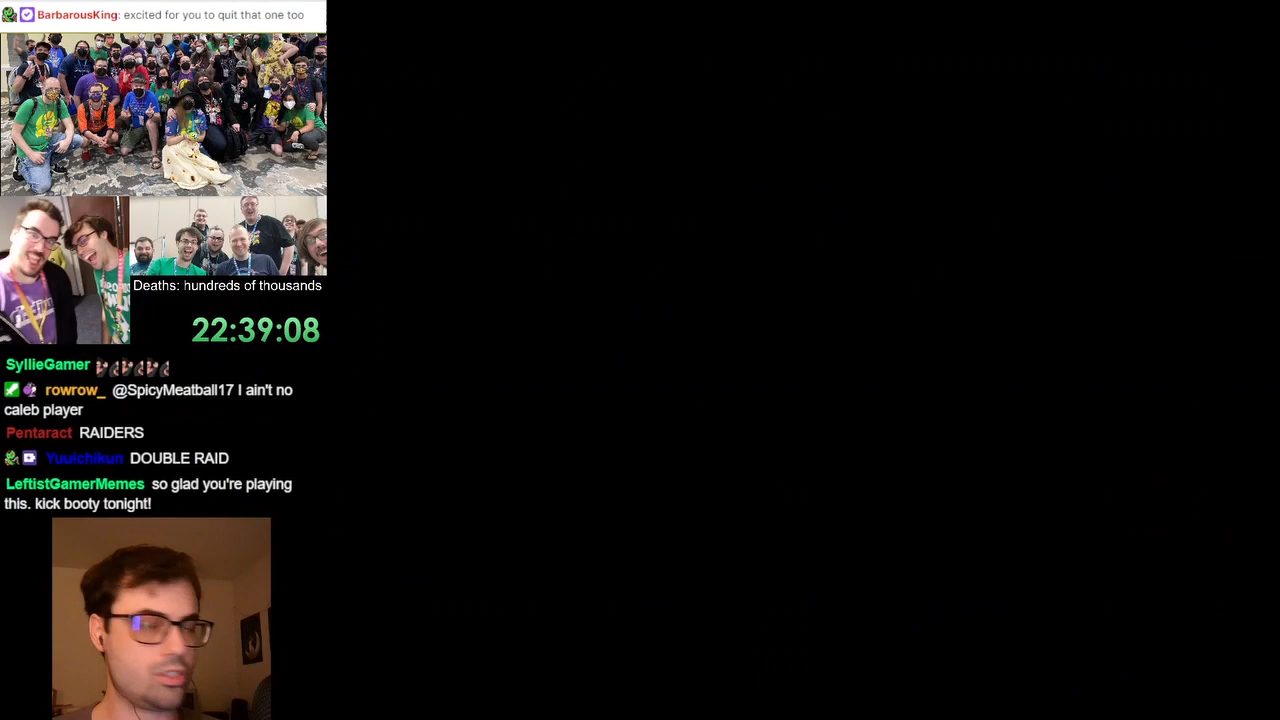 BarbarousKing: excited for you to quit that one too
Deaths: hundreds of thousands
22:39:08
SyllieGamer
rowrow_ @SpicyMeatball17 I ain't no
caleb player
Pentaract RAIDERS
Yuulchikun DOUBLE RAID
LeftistGamerMemes so glad you're playing
this. kick booty tonight!